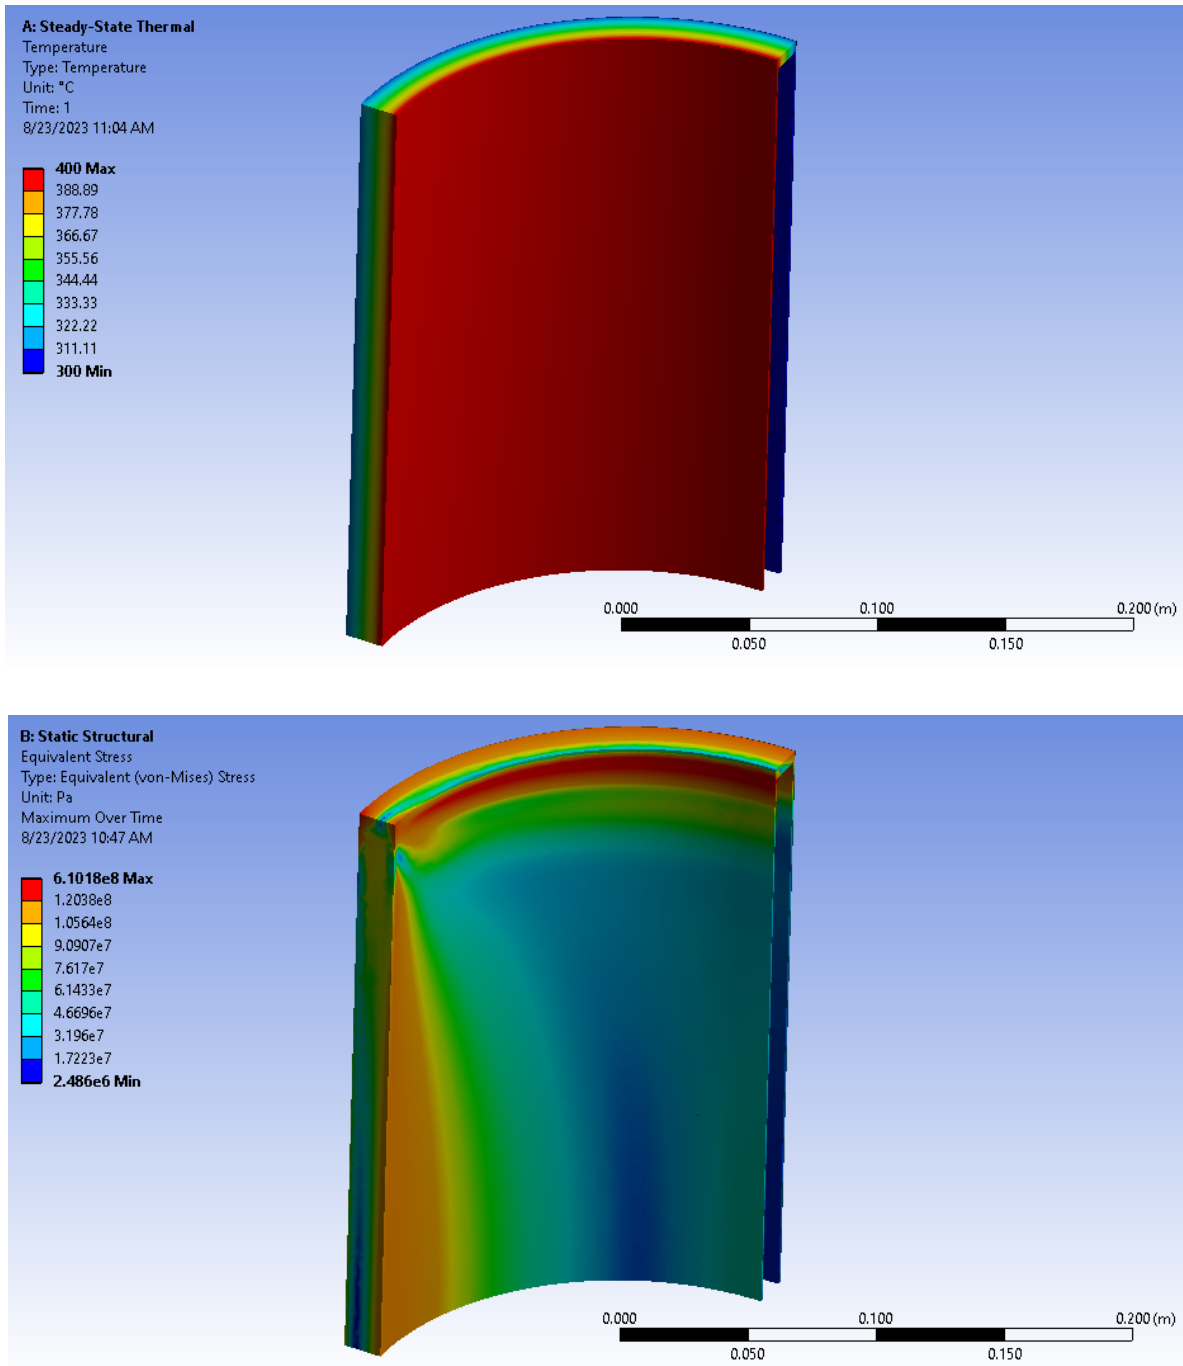 A: Steady-State Thermal
Temperature
Type: Temperature
Unit: °C
Time: 1
8/23/2023 11:04 AM
400 Max
388.89
377.78
366.67
355.56
344.44
333.33
322.22
311.11
300 Min
0.000 0.100 0.200 (m)
0.050 0.150
B: Static Structural
Equivalent Stress
Type: Equivalent (von-Mises) Stress
Unit: Pa
Maximum Over Time
8/23/2023 10:47 AM
6.1018e8 Max
1.2038e8
1.0564e8
9.0907e7
7.617e7
6.1433e7
4.6696e7
3.196e7
1.7223e7
2.486e6 Min
0.000 0.100 0.200 (m)
0.050 0.150